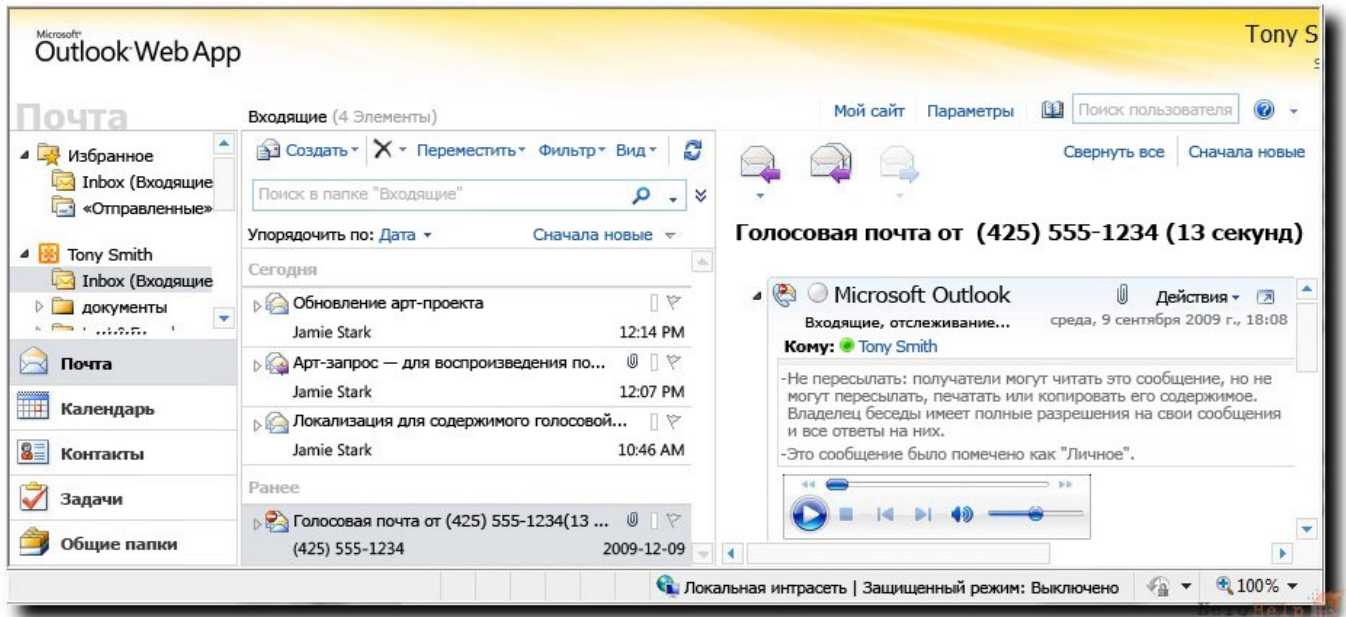 Microsoft®
Outlook Web App
Tony S
Почта
Входящие (4 Элементы)
Мой сайт Параметры Поиск пользователя
Избранное
Inbox (Входящие
«Отправленные»
Tony Smith
Inbox (Входящие
документы
Почта
Календарь
Контакты
Задачи
Общие папки
Создать Переместить Фильтр Вид
Поиск в папке "Входящие"
Упорядочить по: Дата Сначала новые
Сегодня
Обновление арт-проекта
Jamie Stark 12:14 PM
Арт-запрос — для воспроизведения по...
Jamie Stark 12:07 PM
Локализация для содержимого голосовой...
Jamie Stark 10:46 AM
Ранее
Голосовая почта от (425) 555-1234(13 ...
(425) 555-1234 2009-12-09
Свернуть все Сначала новые
Голосовая почта от (425) 555-1234 (13 секунд)
Microsoft Outlook Действия
Входящие, отслеживание... среда, 9 сентября 2009 г., 18:08
Кому: Tony Smith
-Не пересылать: получатели могут читать это сообщение, но не
могут пересылать, печатать или копировать его содержимое.
Владелец беседы имеет полные разрешения на свои сообщения
и все ответы на них.
-Это сообщение было помечено как "Личное".
Локальная интрасеть | Защищенный режим: Выключено 100%